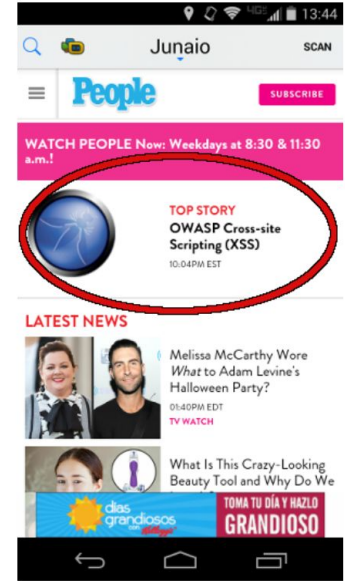 4G 13:44
Junaio SCAN
People SUBSCRIBE
WATCH PEOPLE Now: Weekdays at 8:30 & 11:30
a.m.!
TOP STORY
OWASP Cross-site
Scripting (XSS)
10:04PM EST
LATEST NEWS
Melissa McCarthy Wore
What to Adam Levine's
Halloween Party?
01:40PM EDT
TV WATCH
What Is This Crazy-Looking
Beauty Tool and Why Do We
dias
grandiosos
.com Kellogg's
TOMA TU DÍA Y HAZLO
GRANDIOSO